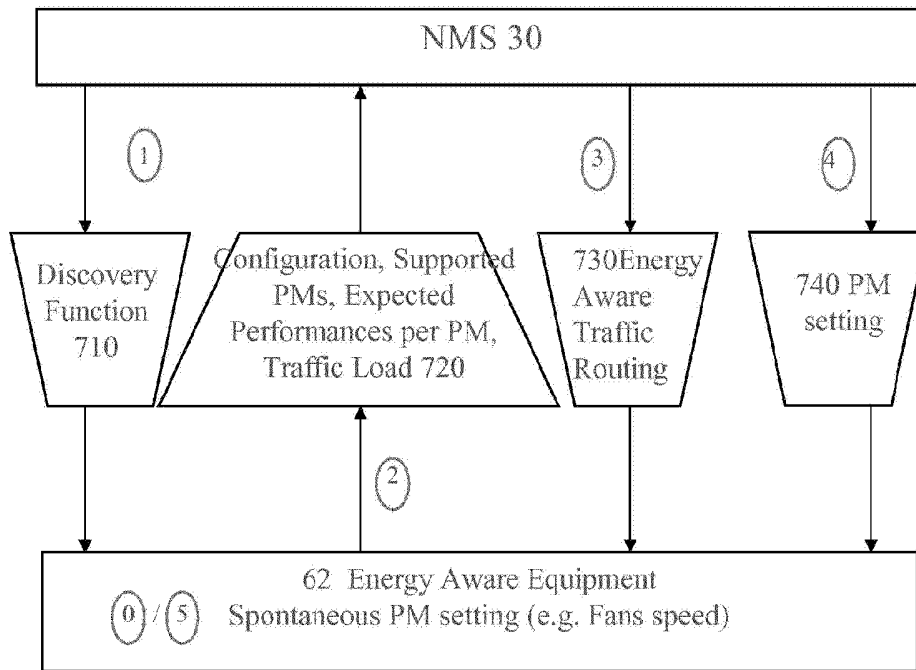 NMS 30
1
3
4
Discovery
Function
710
Configuration, Supported
PMs, Expected
Performances per PM,
Traffic Load 720
730Energy
Aware
Traffic
Routing
740 PM
setting
2
62 Energy Aware Equipment
0 / 5 Spontaneous PM setting (e.g. Fans speed)